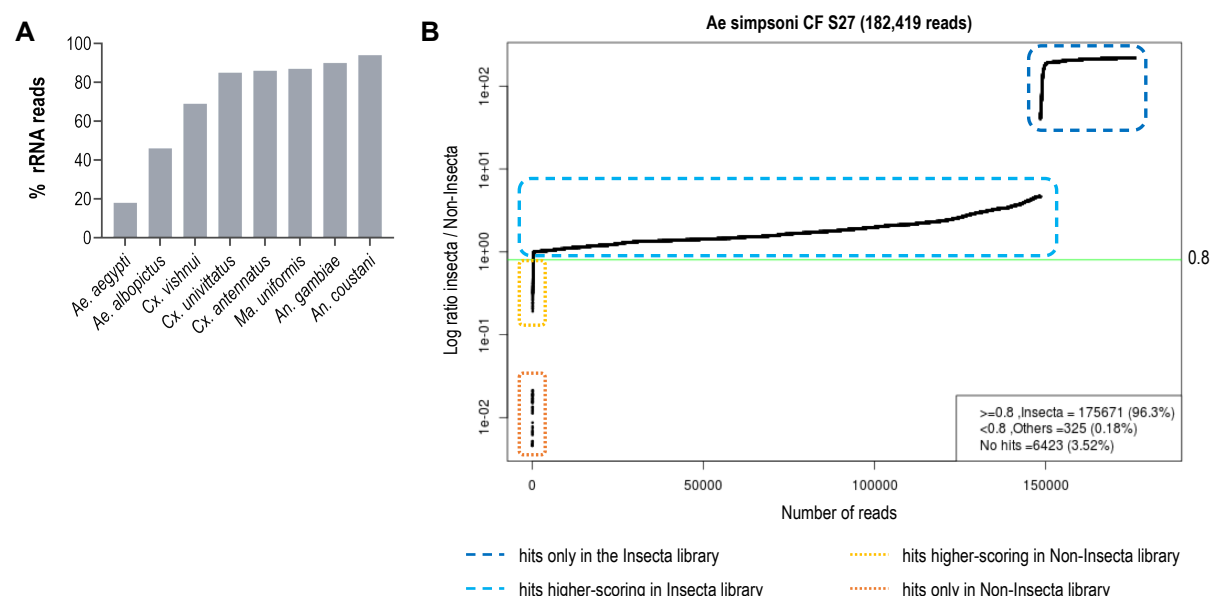 A
% rRNA reads
100
80
60
40
20
0
Ae. aegypti
Ae. albopictus
Cx. vishnui
Cx. univittatus
Cx. antennatus
Ma. uniformis
An. gambiae
An. coustani
B
Ae simpsoni CF S27 (182,419 reads)
Log ratio insecta / Non-Insecta
1e+02
1e+01
1e+00
1e-01
1e-02
0.8
>=0.8 ,Insecta = 175671 (96.3%)
<0.8 ,Others =325 (0.18%)
No hits =6423 (3.52%)
0
50000
100000
150000
Number of reads
hits only in the Insecta library
hits higher-scoring in Non-Insecta library
hits higher-scoring in Insecta library
hits only in Non-Insecta library